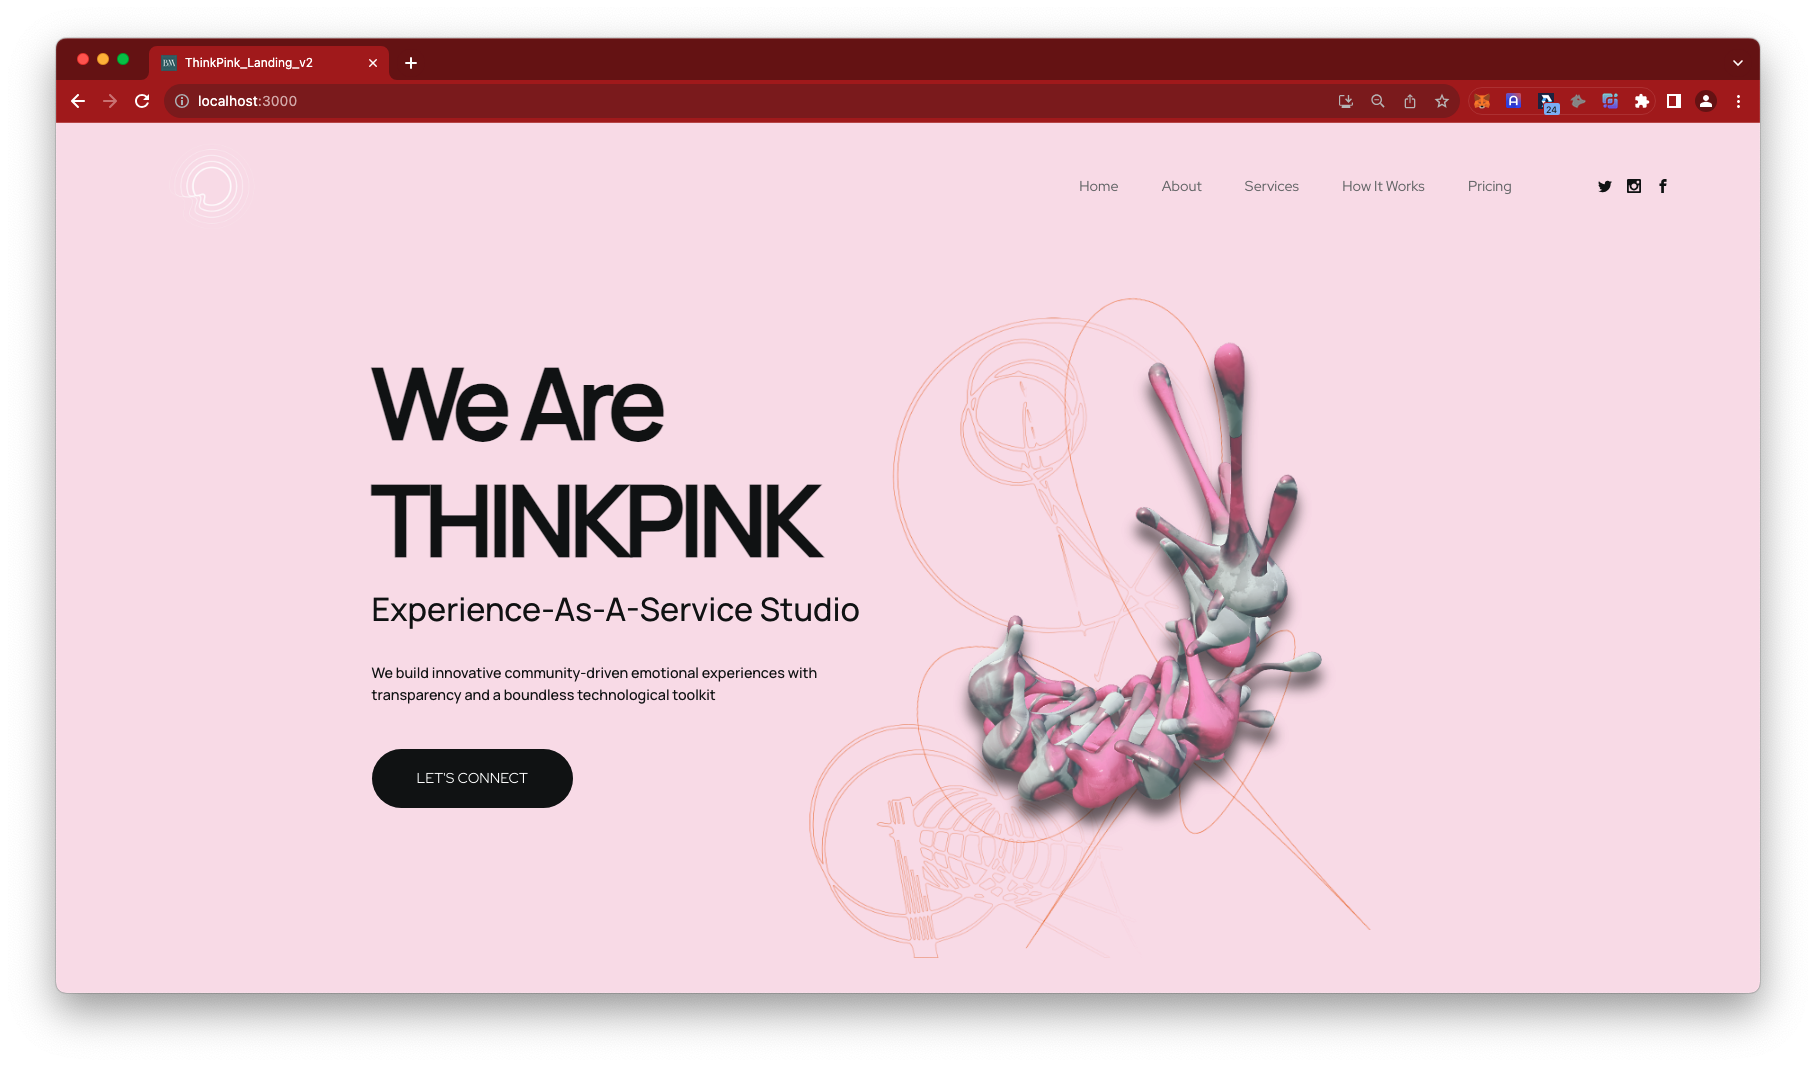 ThinkPink_Landing_v2
localhost:3000
24
Home About Services How It Works Pricing
We Are
THINKPINK
Experience-As-A-Service Studio
We build innovative community-driven emotional experiences with
transparency and a boundless technological toolkit
LET'S CONNECT